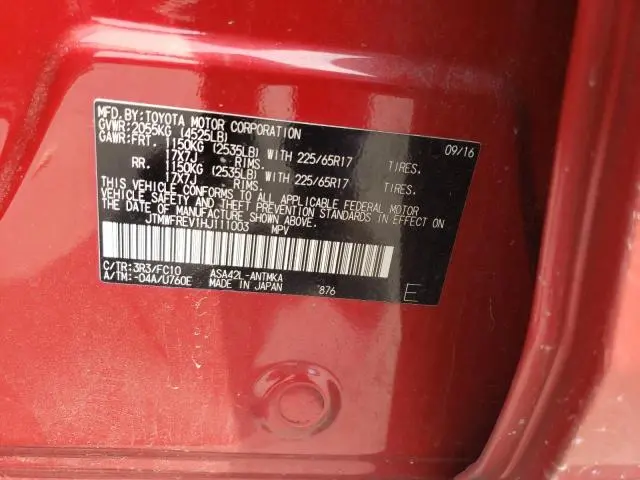 MFD.BY:TOYOTA MOTOR CORPORATION 09/16
GVWR:2055KG (4525LB)
GAWR:FRT. 1150KG (2535LB) WITH 225/65R17 TIRES.
17X7J RIMS.
RR. 1150KG (2535LB) WITH 225/65R17 TIRES.
17X7J RIMS.
THIS VEHICLE CONFORMS TO ALL APPLICABLE FEDERAL MOTOR
VEHICLE SAFETY AND THEFT PREVENTION STANDARDS IN EFFECT ON
THE DATE OF MANUFACTURE SHOWN ABOVE.
JTMWFREV1HJ111003 MPV
C/TR:3R3/FC10 ASA42L-ANTMKA
A/TM:-04A/U760E MADE IN JAPAN 876 E